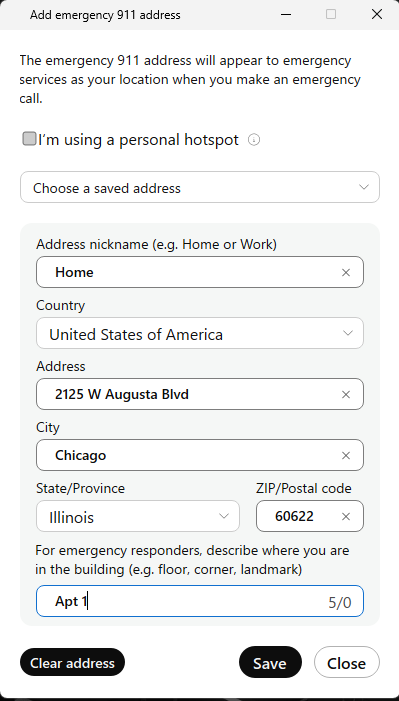 Add emergency 911 address
The emergency 911 address will appear to emergency
services as your location when you make an emergency
call.
I'm using a personal hotspot
Choose a saved address
Address nickname (e.g. Home or Work)
Home
Country
United States of America
Address
2125 W Augusta Blvd
City
Chicago
State/Province ZIP/Postal code
Illinois 60622
For emergency responders, describe where you are
in the building (e.g. floor, corner, landmark)
Apt 1 5/0
Clear address Save Close